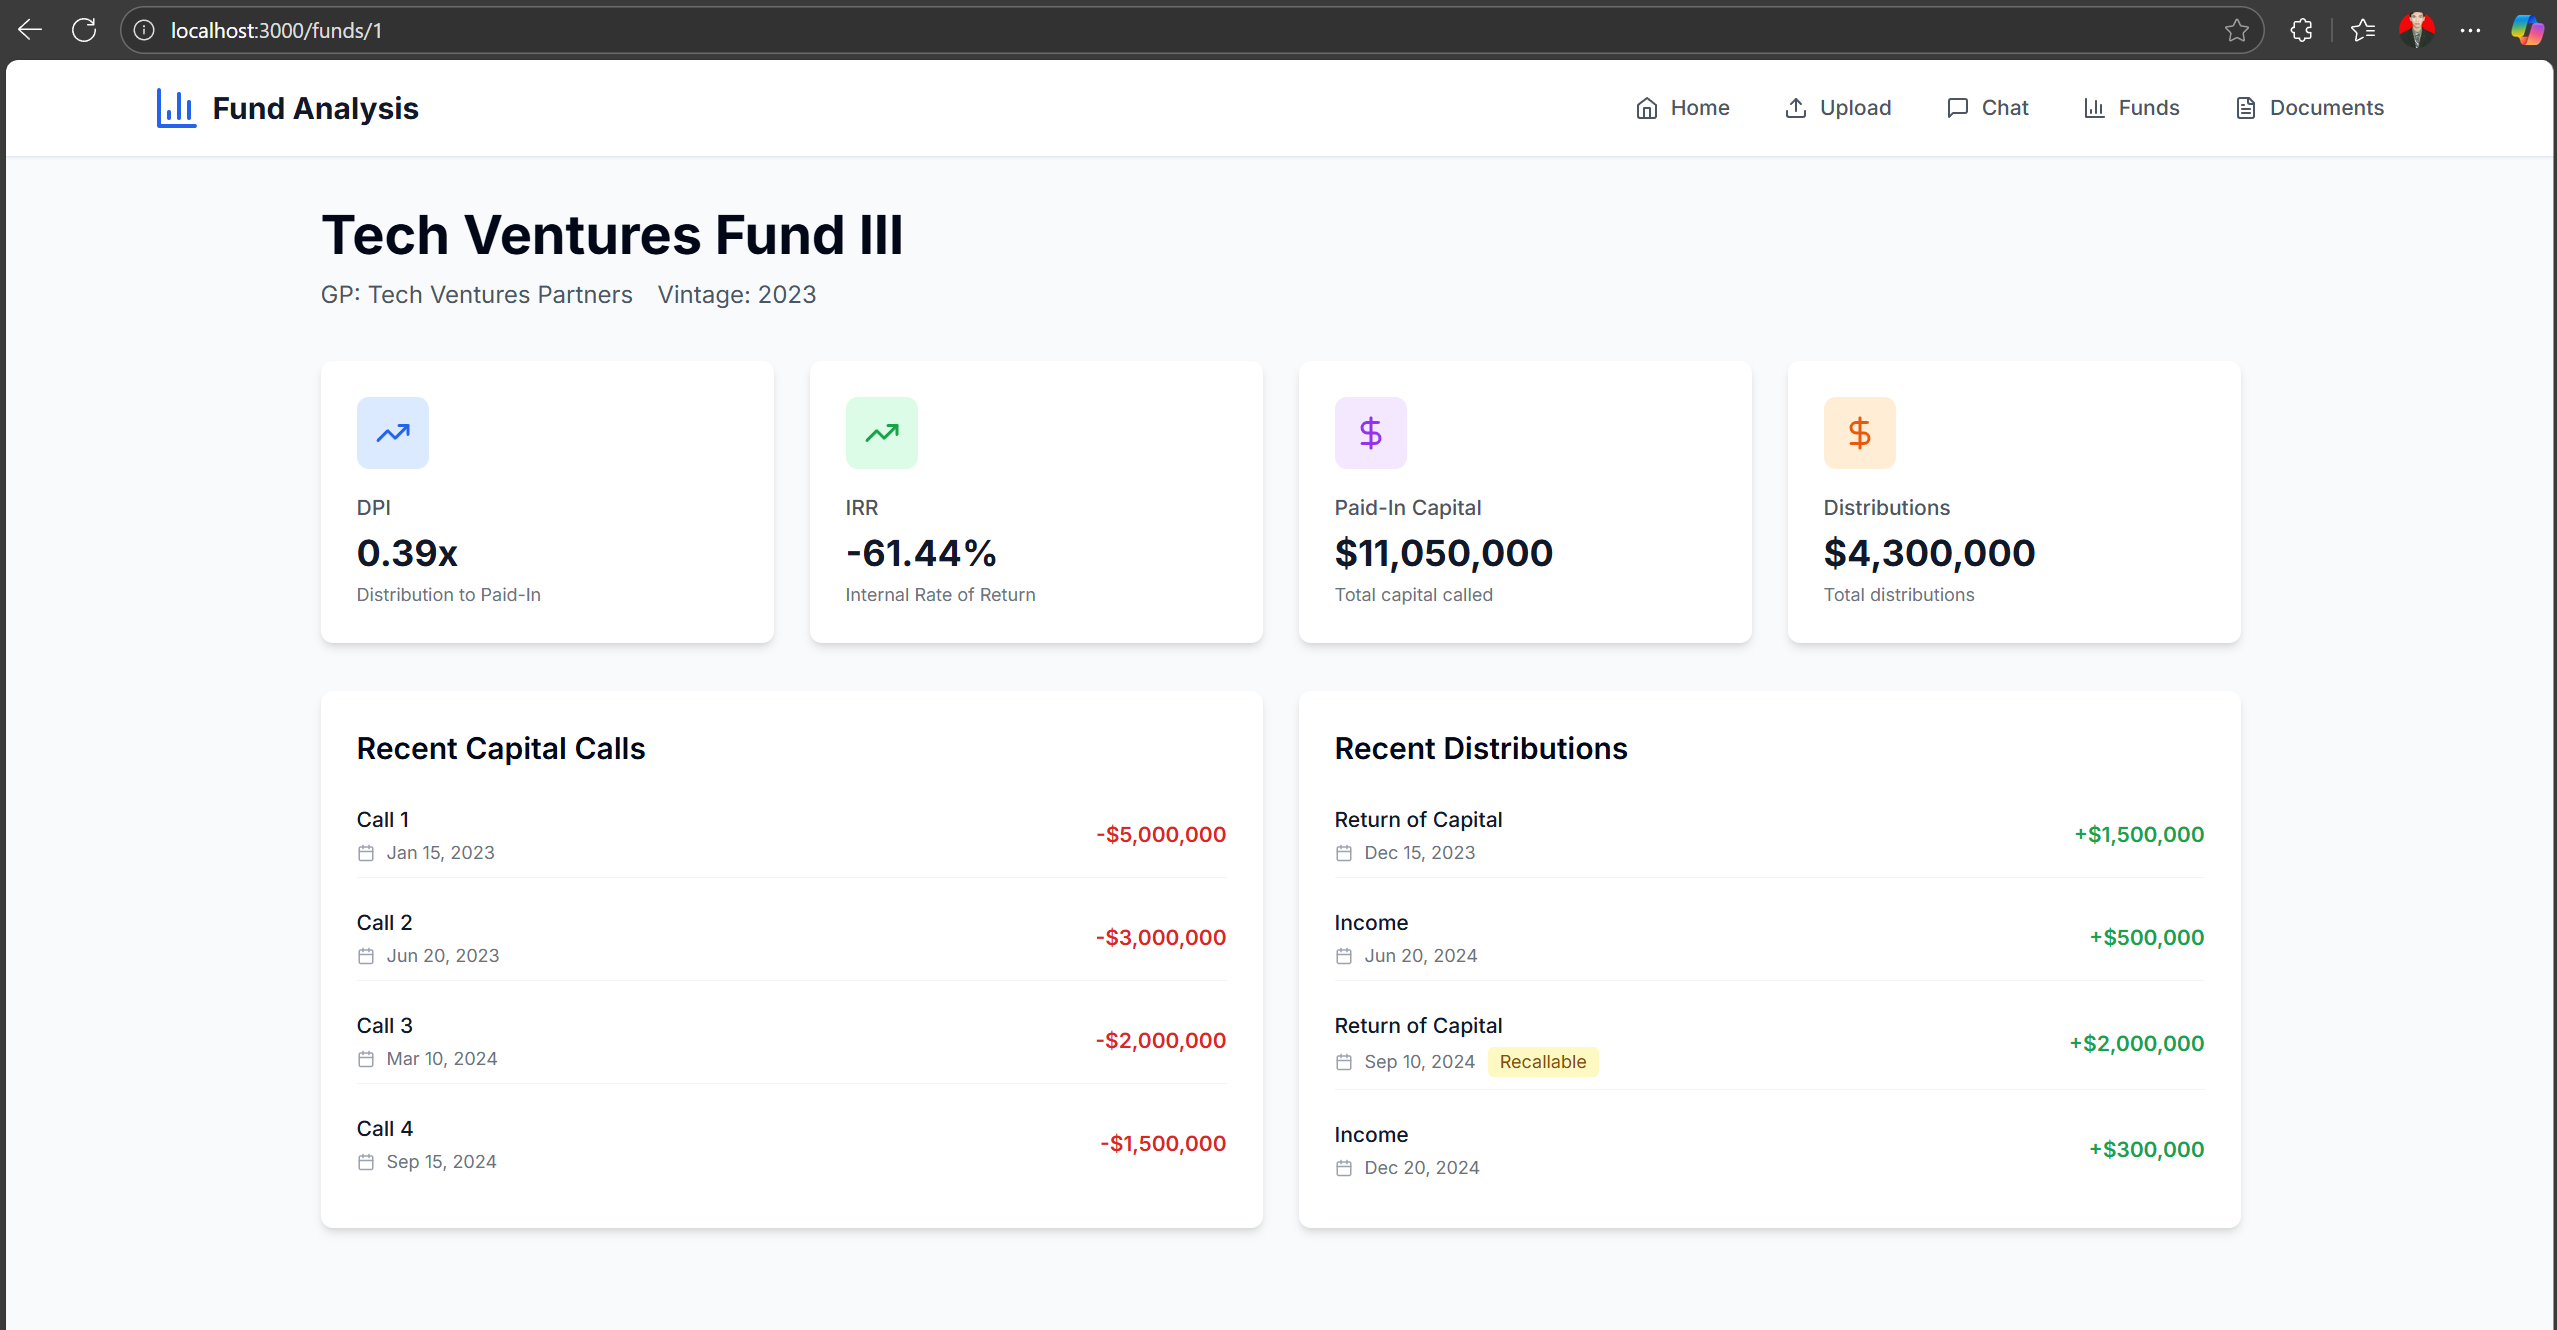 localhost:3000/funds/1
Fund Analysis
Home
Upload
Chat
Funds
Documents
Tech Ventures Fund III
GP: Tech Ventures Partners Vintage: 2023
DPI
0.39x
Distribution to Paid-In
IRR
-61.44%
Internal Rate of Return
Paid-In Capital
$11,050,000
Total capital called
Distributions
$4,300,000
Total distributions
Recent Capital Calls
Call 1
Jan 15, 2023
-$5,000,000
Call 2
Jun 20, 2023
-$3,000,000
Call 3
Mar 10, 2024
-$2,000,000
Call 4
Sep 15, 2024
-$1,500,000
Recent Distributions
Return of Capital
Dec 15, 2023
+$1,500,000
Income
Jun 20, 2024
+$500,000
Return of Capital
Sep 10, 2024 Recallable
+$2,000,000
Income
Dec 20, 2024
+$300,000